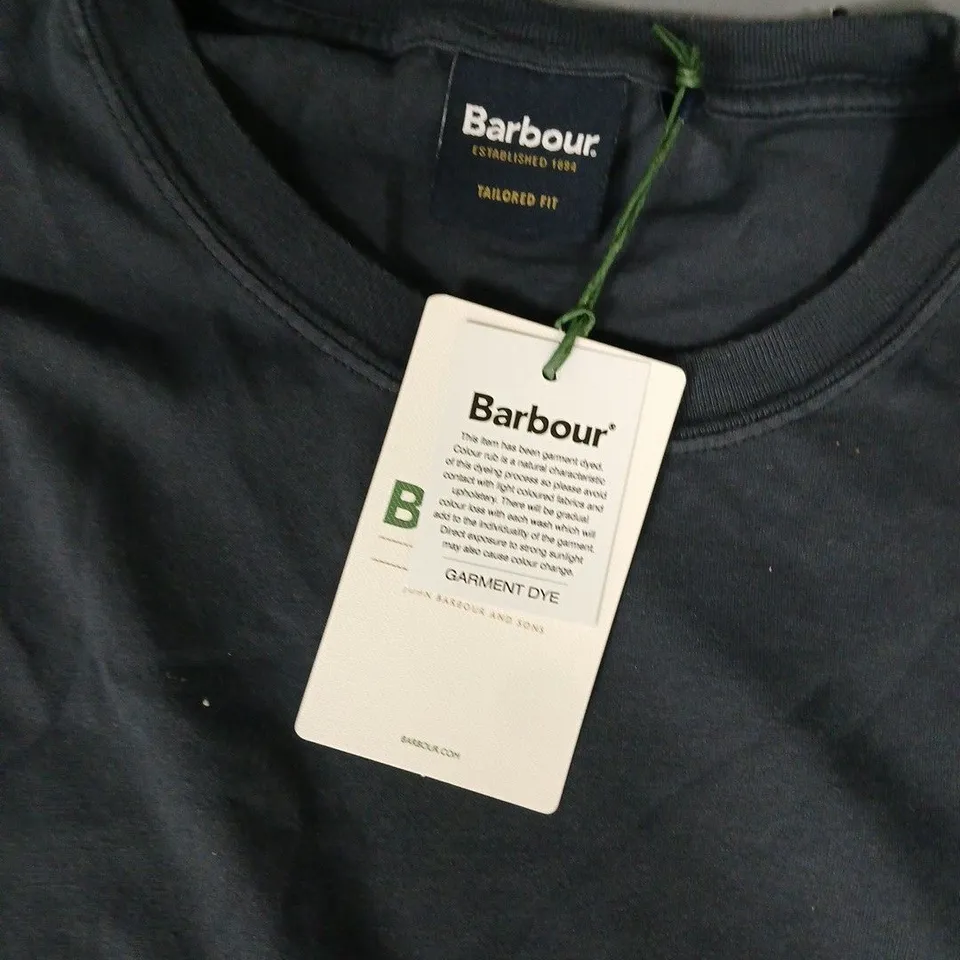 Barbour.
ESTABLISHED 1894
TAILORED FIT
Barbour®
This item has been garment dyed.
Colour rub is a natural characteristic
of this dyeing process so please avoid
contact with light coloured fabrics and
upholstery. There will be gradual
colour loss with each wash which will
add to the individuality of the garment.
Direct exposure to strong sunlight
may also cause colour change.
GARMENT DYE
B
JOHN BARBOUR AND SONS
BARBOUR.COM